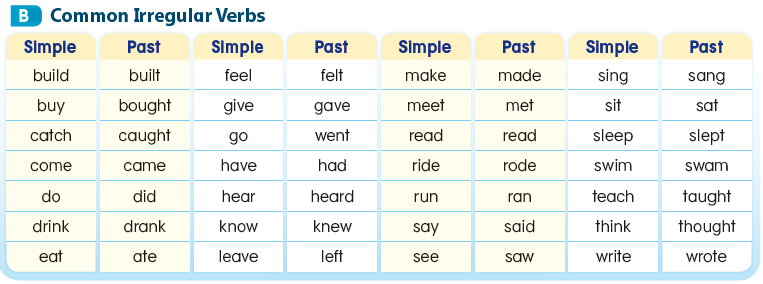 B Common Irregular Verbs
Simple Past Simple Past Simple Past Simple Past
build built feel felt make made sing sang
buy bought give gave meet met sit sat
catch caught go went read read sleep slept
come came have had ride rode swim swam
do did hear heard run ran teach taught
drink drank know knew say said think thought
eat ate leave left see saw write wrote